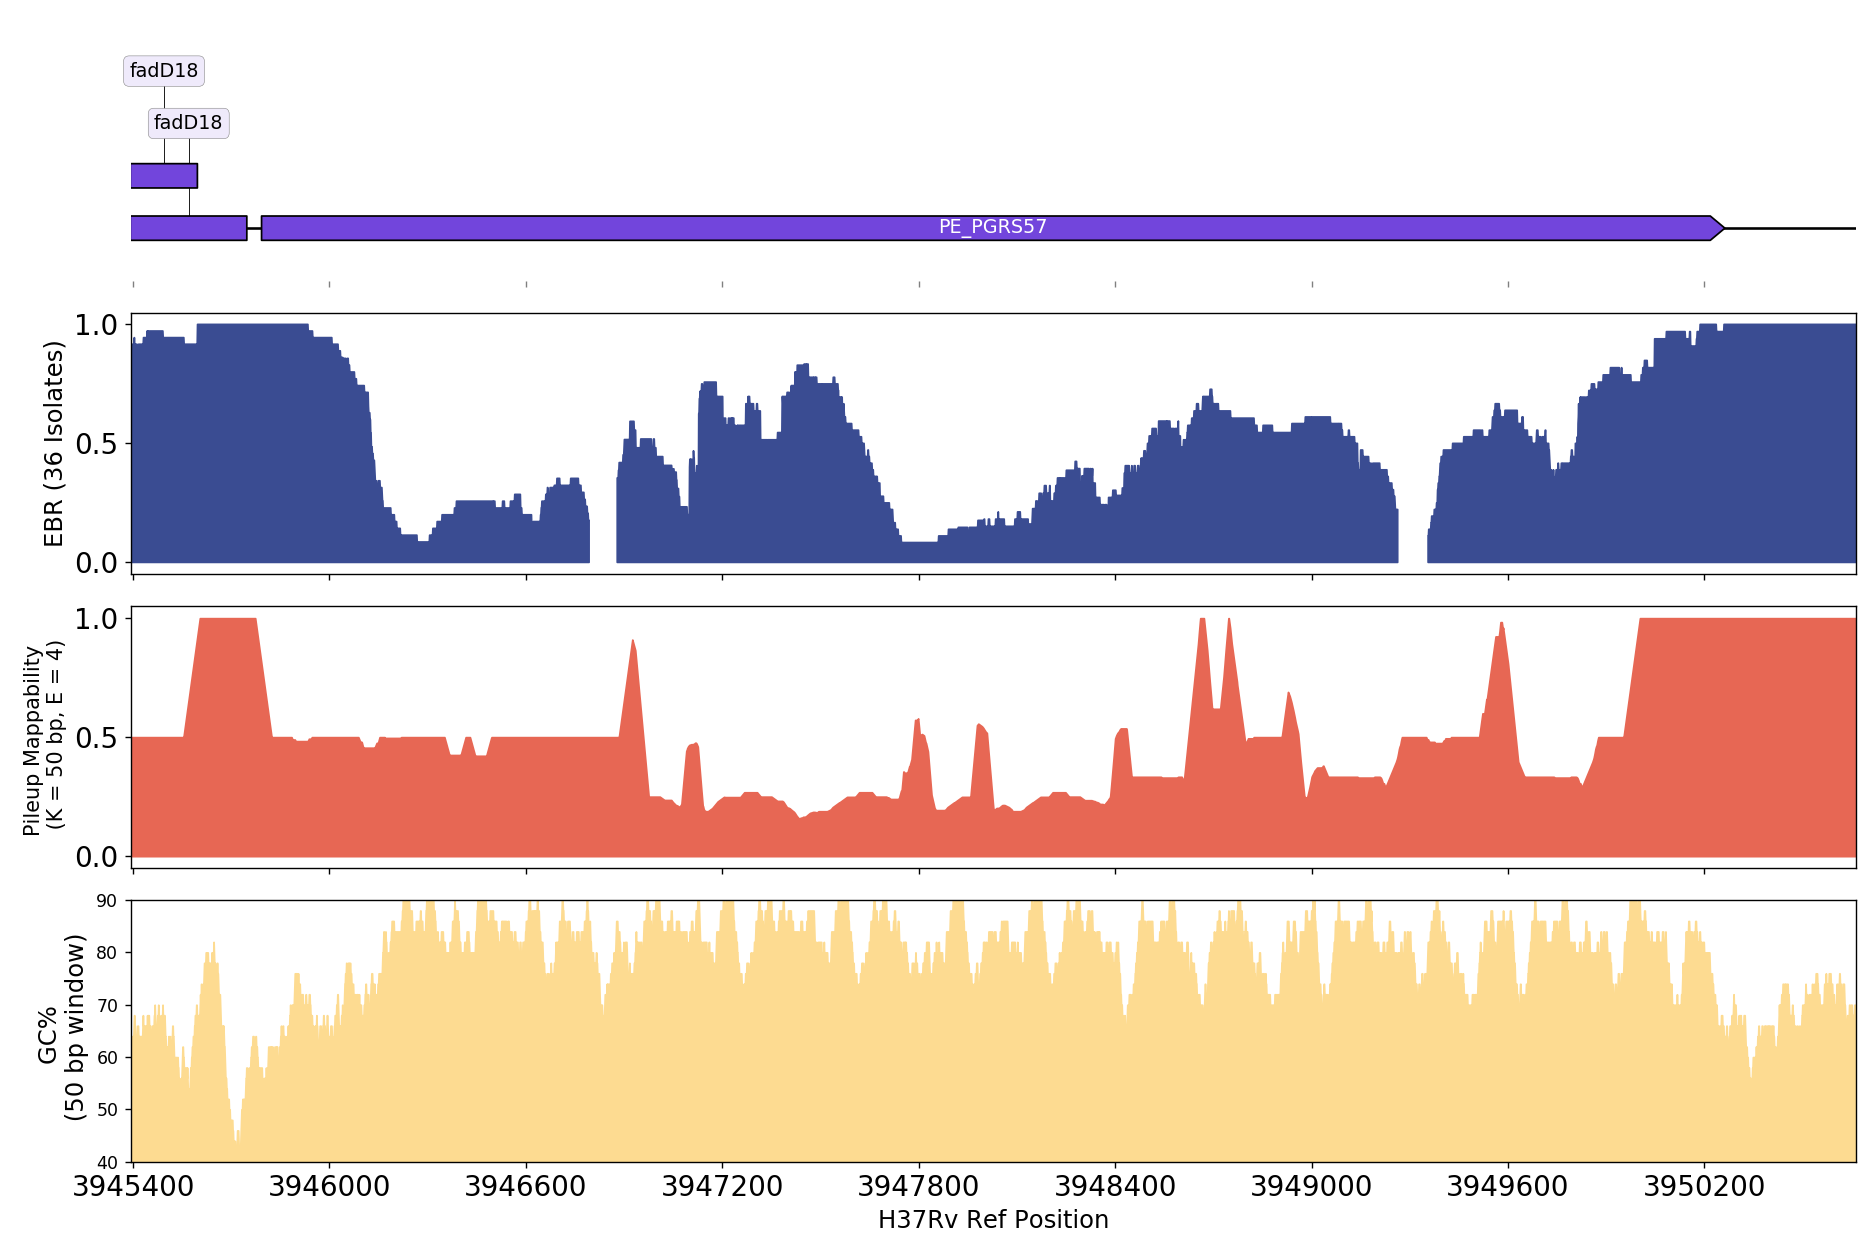 fadD18
fadD18
PE_PGRS57
EBR (36 Isolates)
1.0
0.5
0.0
Pileup Mappability
(K = 50 bp, E = 4)
1.0
0.5
0.0
GC%
(50 bp window)
90
80
70
60
50
40
3945400 3946000 3946600 3947200 3947800 3948400 3949000 3949600 3950200
H37Rv Ref Position